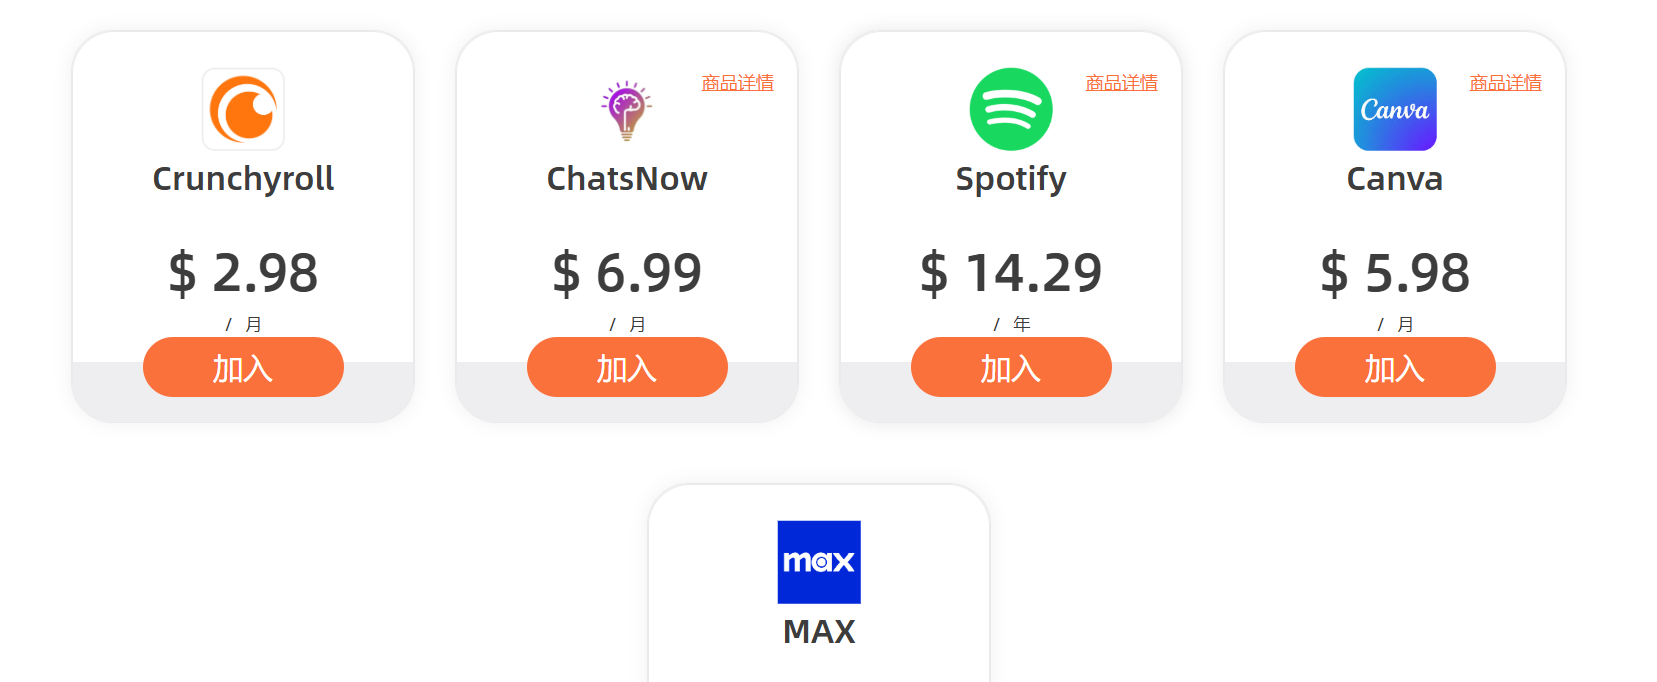 商品详情
商品详情
商品详情
Canva
Crunchyroll
ChatsNow
Spotify
Canva
$ 2.98
$ 6.99
$ 14.29
$ 5.98
/ 月
/ 月
/ 年
/ 月
加入
加入
加入
加入
max
MAX